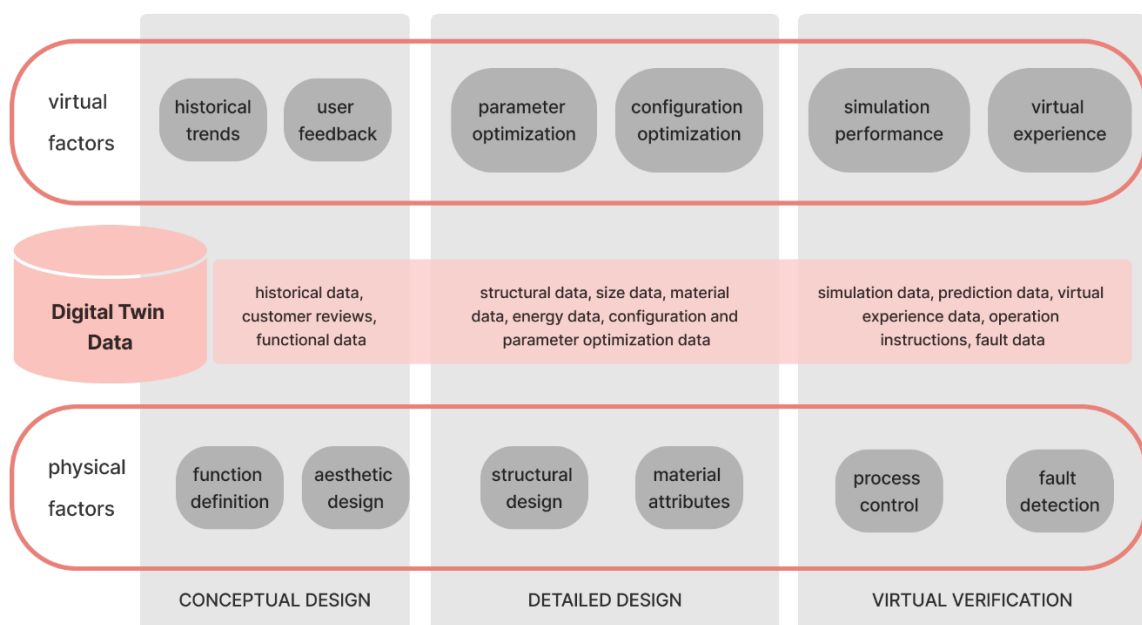 virtual
factors
historical
trends
user
feedback
parameter
optimization
configuration
optimization
simulation
performance
virtual
experience
Digital Twin
Data
historical data,
customer reviews,
functional data
structural data, size data, material
data, energy data, configuration and
parameter optimization data
simulation data, prediction data, virtual
experience data, operation
instructions, fault data
physical
factors
function
definition
aesthetic
design
structural
design
material
attributes
process
control
fault
detection
CONCEPTUAL DESIGN
DETAILED DESIGN
VIRTUAL VERIFICATION